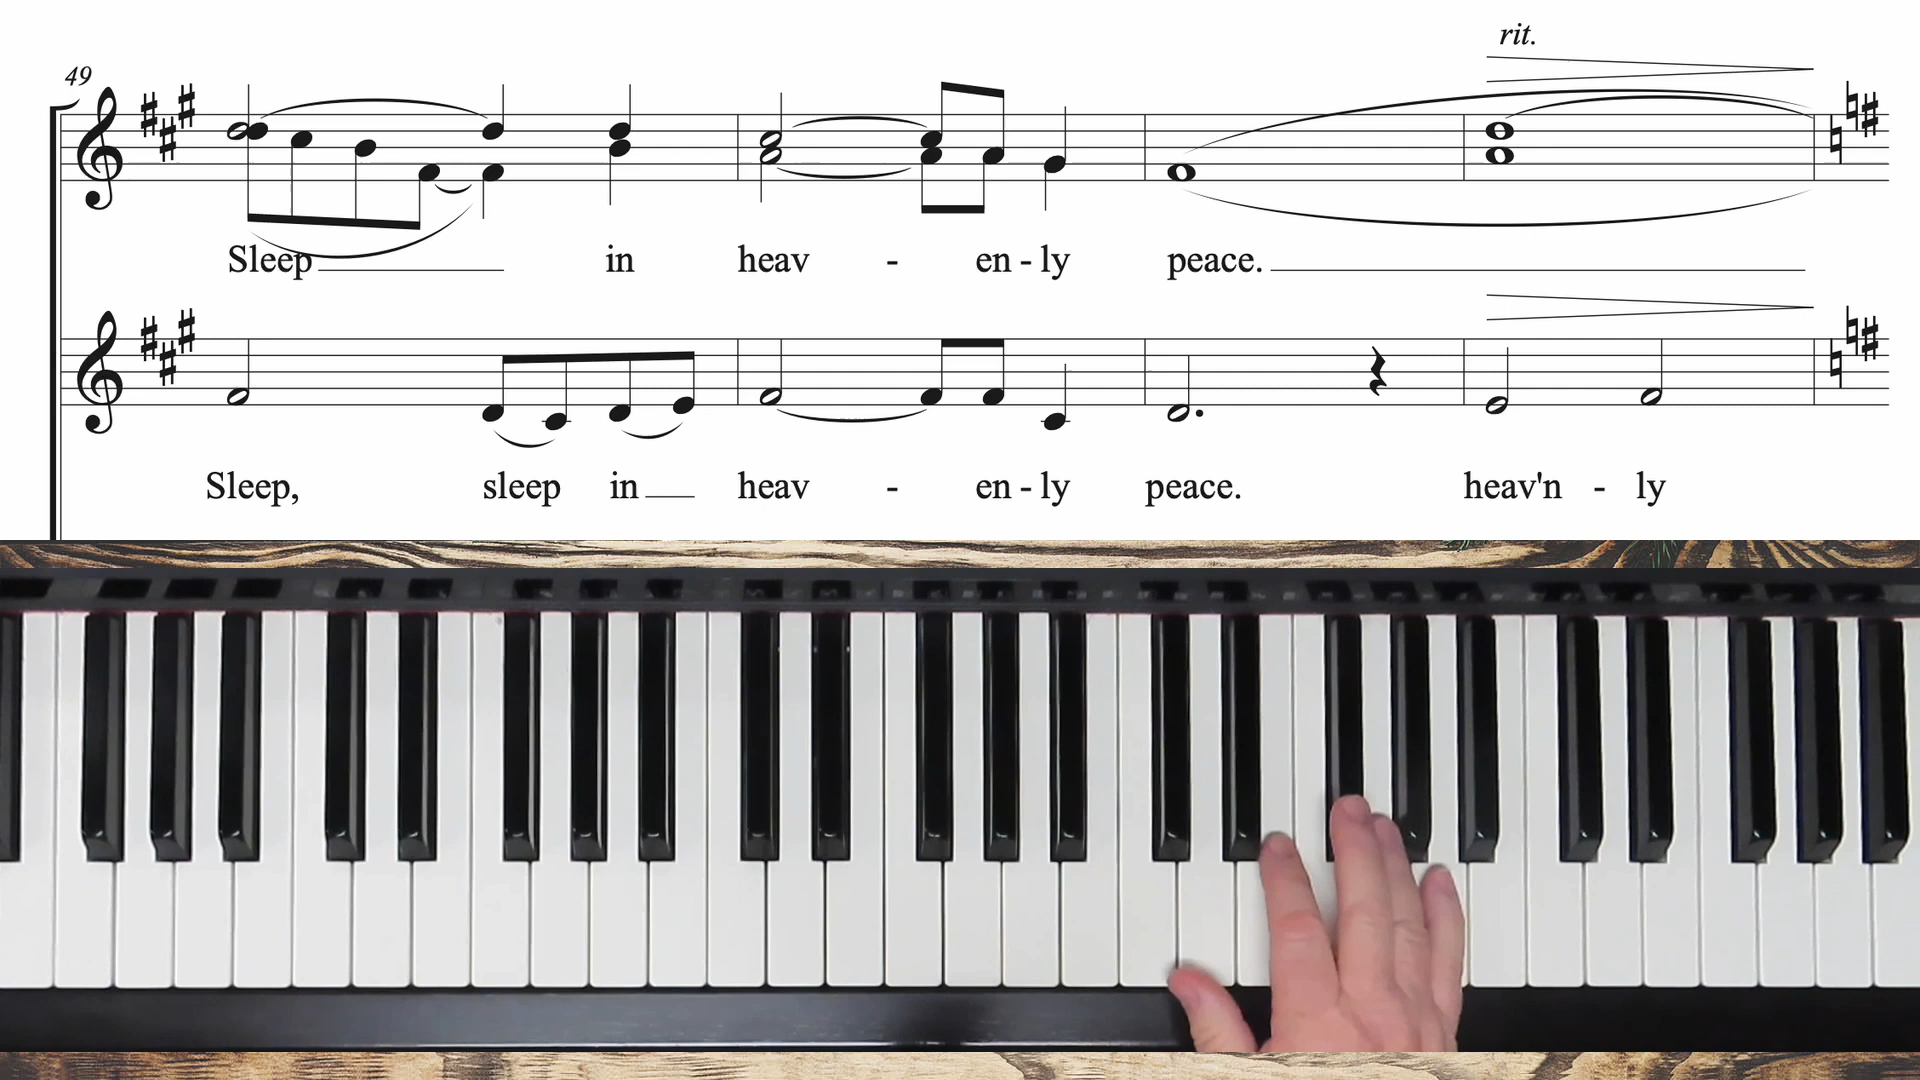 rit.
49
Sleep in heav - en - ly peace.
Sleep, sleep in heav - en - ly peace. heav'n - ly